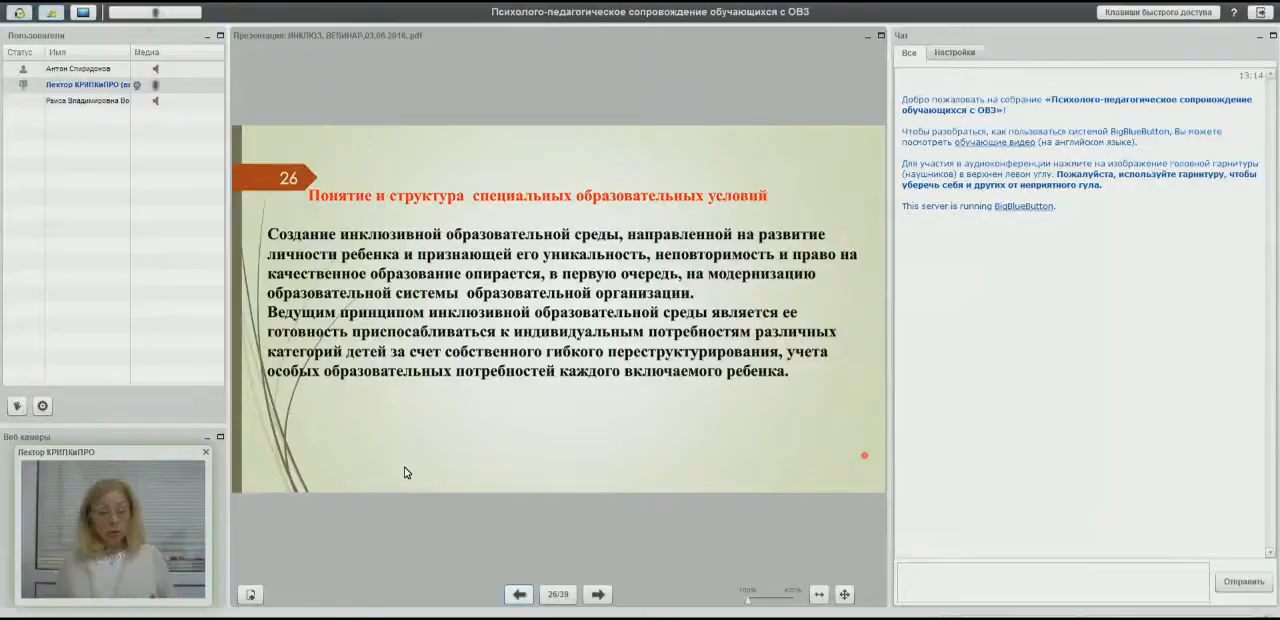 Психолого-педагогическое сопровождение обучающихся с ОВЗ
Клавиши быстрого доступа
?
Пользователи
Статус Имя Медиа
Антон Спиридонов
Лектор КРИПКиПРО (вы
Раиса Владимировна Во
Веб камеры
Лектор КРИПКиПРО
Презентация: ИНКЛЮЗ. ВЕБИНАР,03.06.2016..pdf
26
Понятие и структура специальных образовательных условий
Создание инклюзивной образовательной среды, направленной на развитие
личности ребенка и признающей его уникальность, неповторимость и право на
качественное образование опирается, в первую очередь, на модернизацию
образовательной системы образовательной организации.
Ведущим принципом инклюзивной образовательной среды является ее
готовность приспосабливаться к индивидуальным потребностям различных
категорий детей за счет собственного гибкого переструктурирования, учета
особых образовательных потребностей каждого включаемого ребенка.
26/39
100% 400%
Чат
Все Настройки
13:14
Добро пожаловать на собрание «Психолого-педагогическое сопровождение
обучающихся с ОВЗ»!
Чтобы разобраться, как пользоваться системой BigBlueButton, Вы можете
посмотреть обучающие видео (на английском языке).
Для участия в аудиоконференции нажмите на изображение головной гарнитуры
(наушников) в верхнем левом углу. Пожалуйста, используйте гарнитуру, чтобы
уберечь себя и других от неприятного гула.
This server is running BigBlueButton.
Отправить